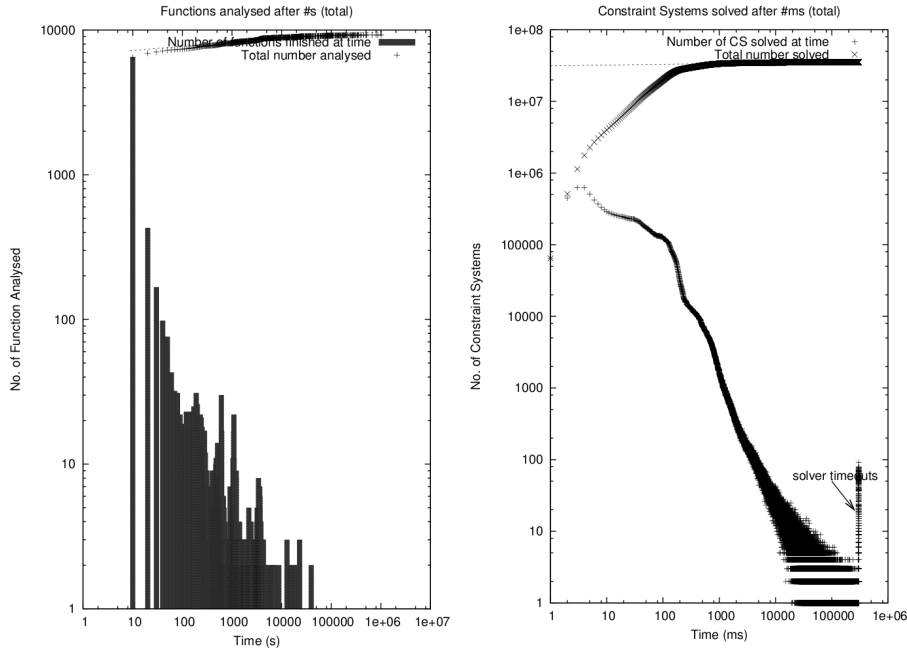 Functions analysed after #s (total)
Number of functions finished at time
Total number analysed
No. of Function Analysed
10000
1000
100
10
1
1 10 100 1000 10000 100000 1e+06 1e+07
Time (s)
Constraint Systems solved after #ms (total)
Number of CS solved at time
Total number solved
No. of Constraint Systems
1e+08
1e+07
1e+06
100000
10000
1000
100
10
1
solver timeouts
1 10 100 1000 10000 100000 1e+06
Time (ms)